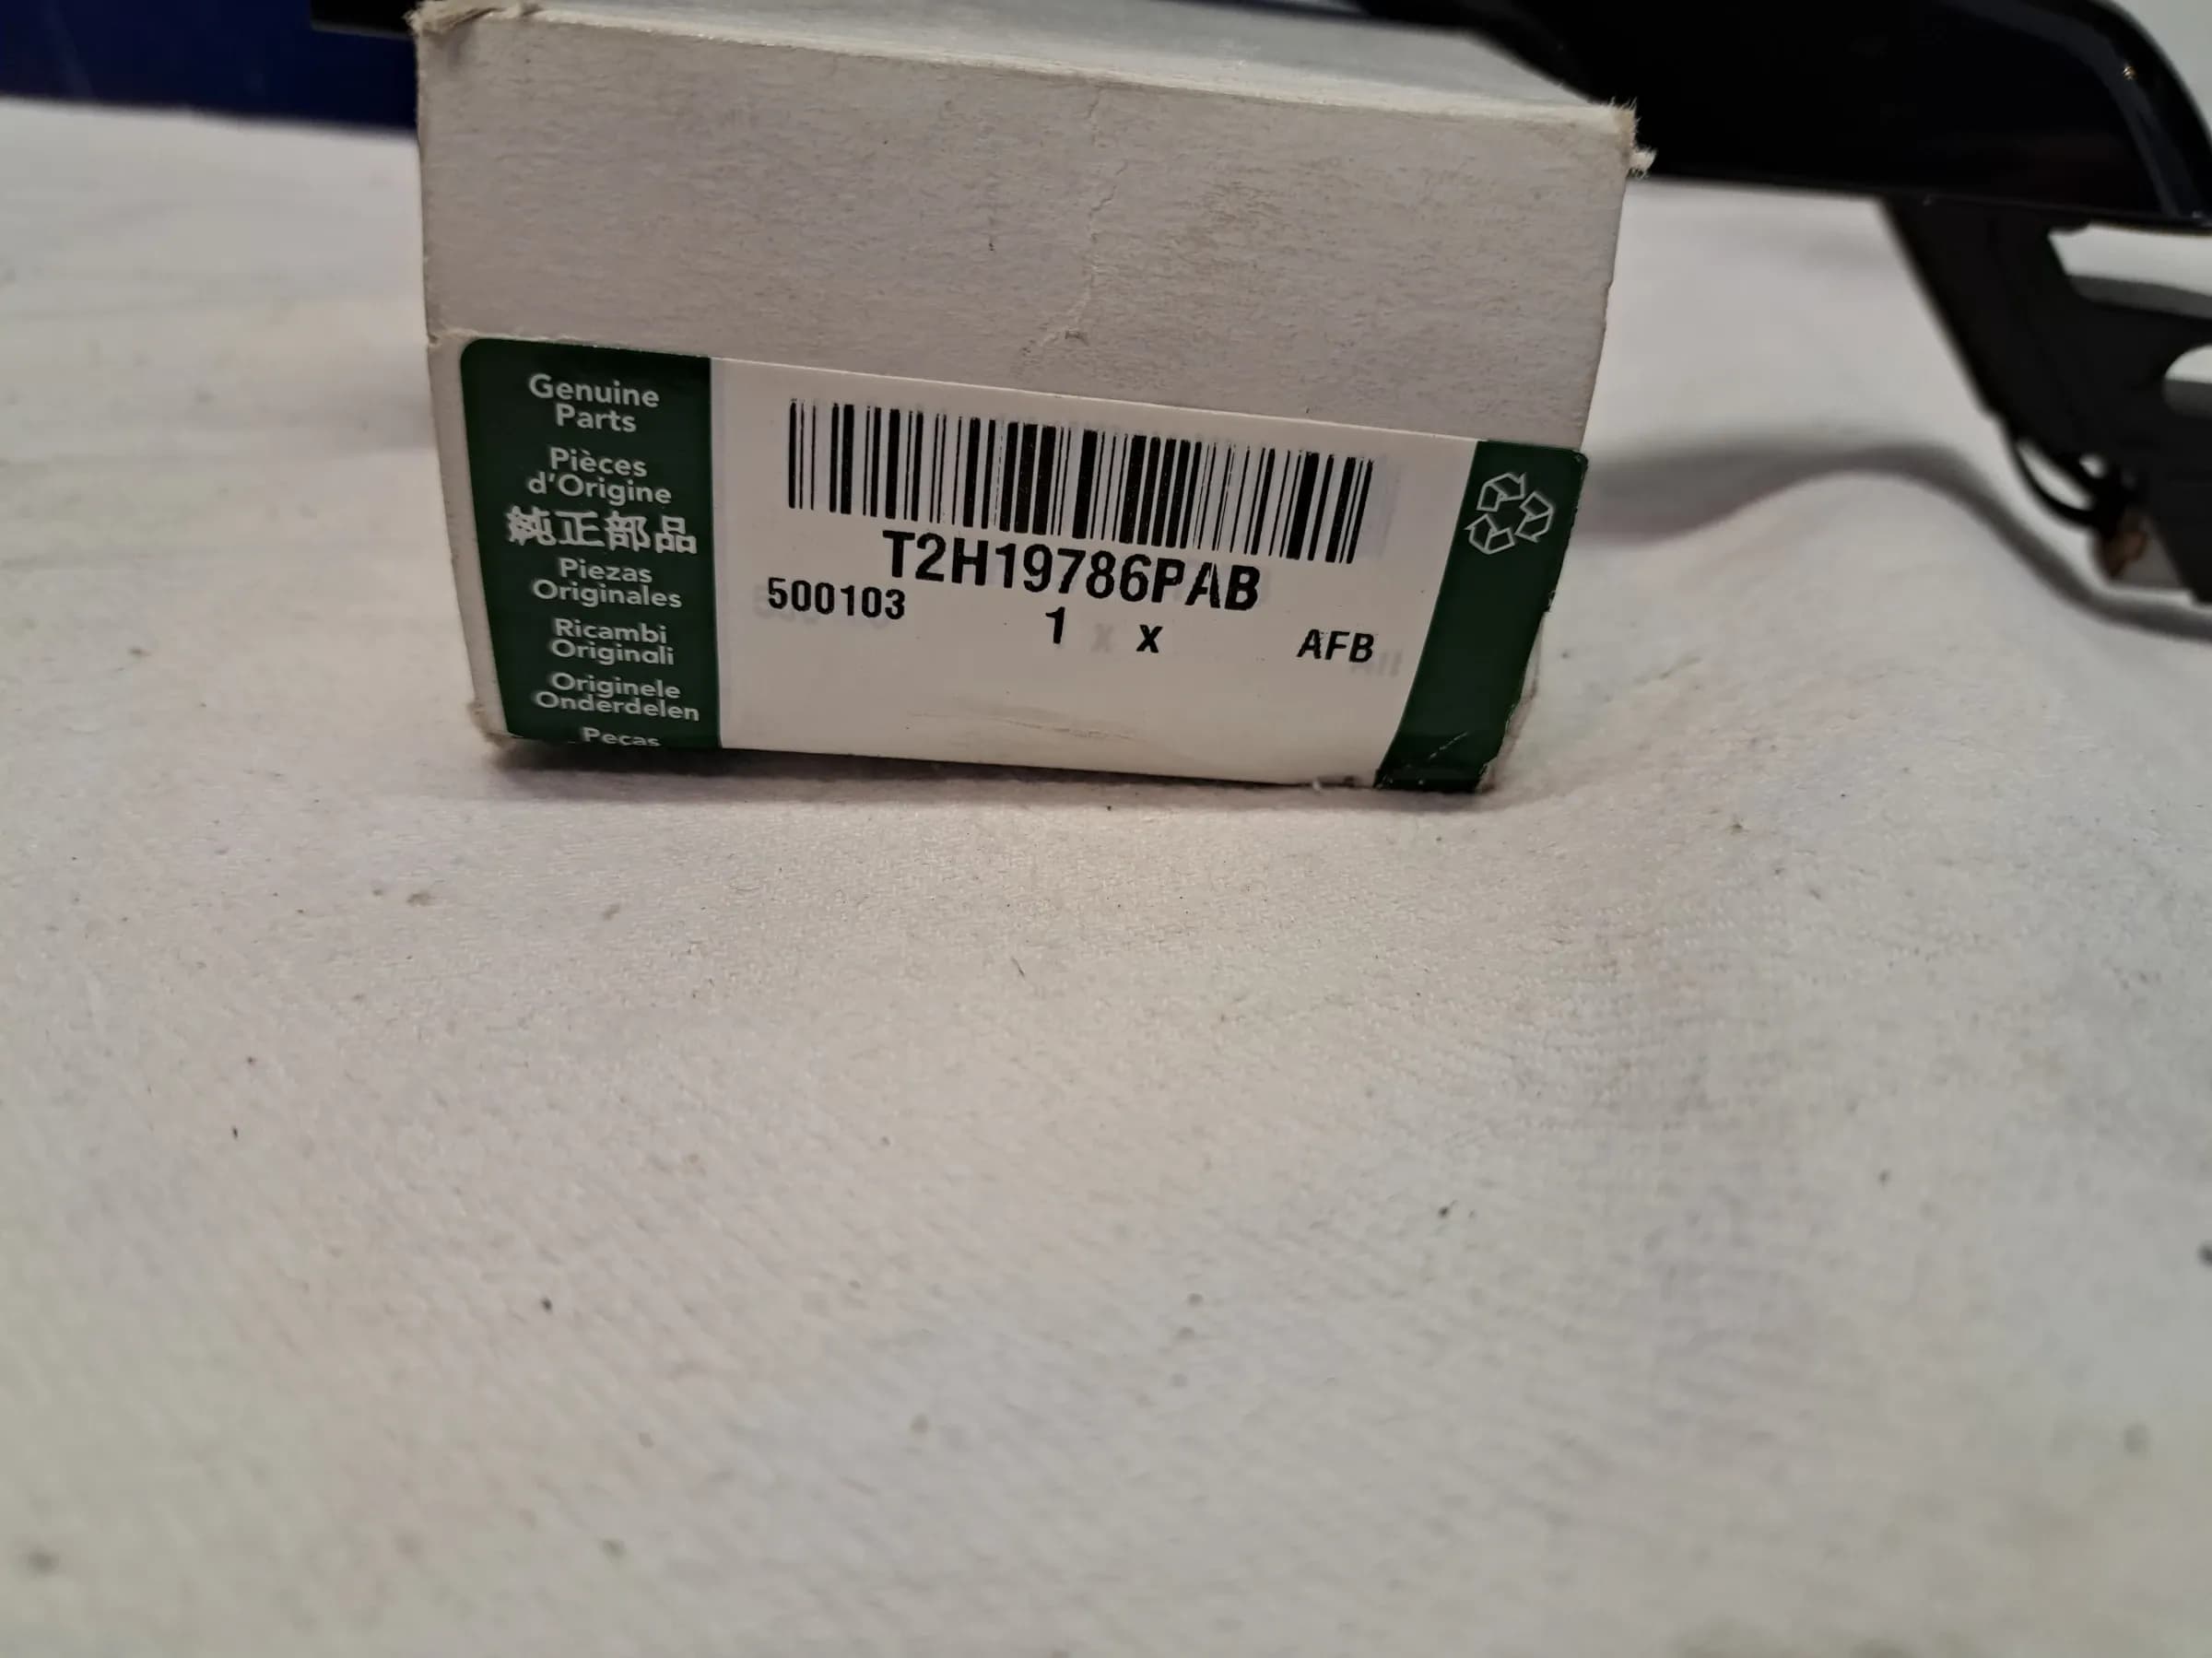 Genuine
Parts
Pièces
d'Origine
純正部品
Piezas
Originales
Ricambi
Originali
Originele
Onderdelen
Peças
T2H19786PAB
500103
1 x x
AFB